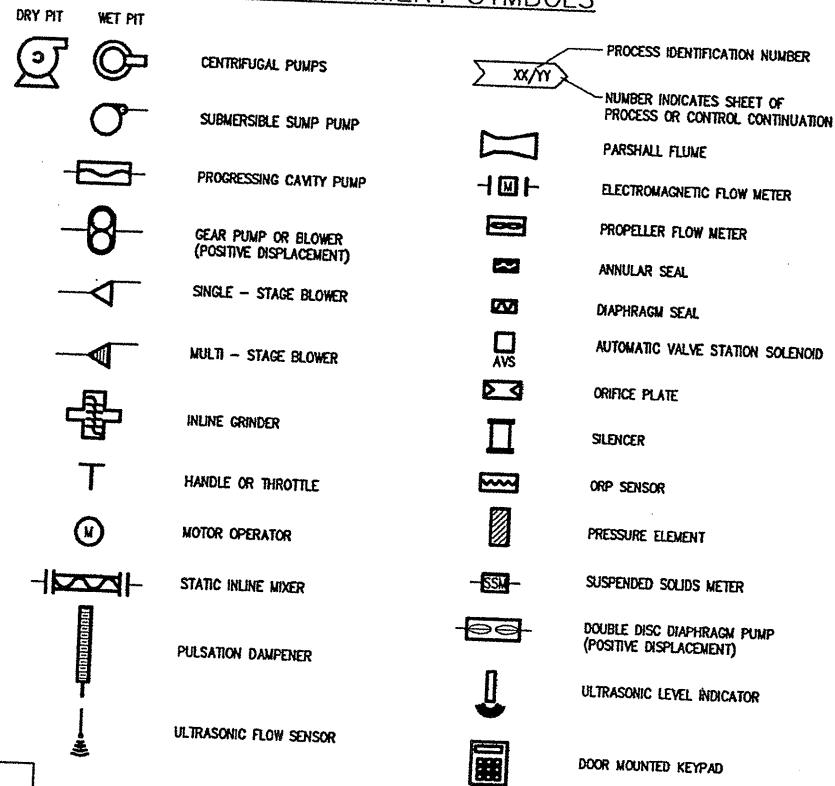 SYMBOLS
DRY PIT WET PIT
CENTRIFUGAL PUMPS
SUBMERSIBLE SUMP PUMP
PROGRESSING CAVITY PUMP
GEAR PUMP OR BLOWER
(POSITIVE DISPLACEMENT)
SINGLE - STAGE BLOWER
MULTI - STAGE BLOWER
INLINE GRINDER
HANDLE OR THROTTLE
M
MOTOR OPERATOR
STATIC INLINE MIXER
PULSATION DAMPENER
ULTRASONIC FLOW SENSOR
XX/YY
PROCESS IDENTIFICATION NUMBER
NUMBER INDICATES SHEET OF
PROCESS OR CONTROL CONTINUATION
PARSHALL FLUME
M
ELECTROMAGNETIC FLOW METER
PROPELLER FLOW METER
ANNULAR SEAL
DIAPHRAGM SEAL
AVS
AUTOMATIC VALVE STATION SOLENOID
ORIFICE PLATE
SILENCER
ORP SENSOR
PRESSURE ELEMENT
SSM
SUSPENDED SOLIDS METER
DOUBLE DISC DIAPHRAGM PUMP
(POSITIVE DISPLACEMENT)
ULTRASONIC LEVEL INDICATOR
DOOR MOUNTED KEYPAD